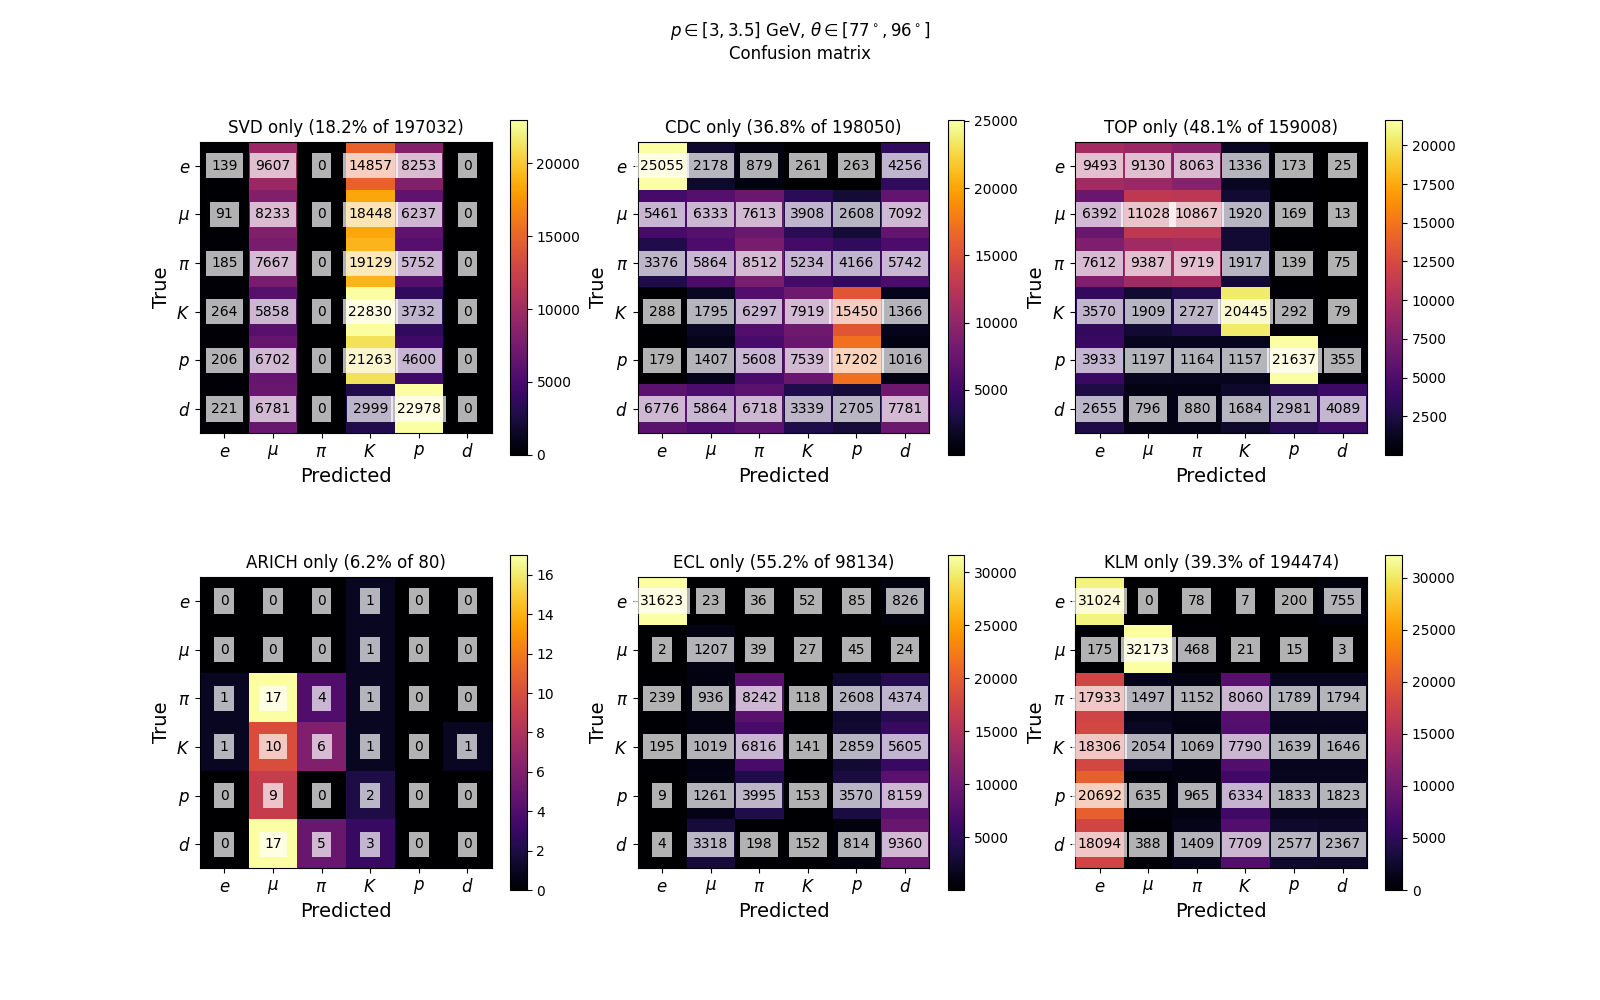 p ∈ [3, 3.5] GeV, θ ∈ [77°, 96°]
Confusion matrix
SVD only (18.2% of 197032)
True
e 139 9607 0 14857 8253 0
μ 91 8233 0 18448 6237 0
π 185 7667 0 19129 5752 0
K 264 5858 0 22830 3732 0
p 206 6702 0 21263 4600 0
d 221 6781 0 2999 22978 0
e μ π K p d
Predicted
20000
15000
10000
5000
0
CDC only (36.8% of 198050)
True
e 25055 2178 879 261 263 4256
μ 5461 6333 7613 3908 2608 7092
π 3376 5864 8512 5234 4166 5742
K 288 1795 6297 7919 15450 1366
p 179 1407 5608 7539 17202 1016
d 6776 5864 6718 3339 2705 7781
e μ π K p d
Predicted
25000
20000
15000
10000
5000
TOP only (48.1% of 159008)
True
e 9493 9130 8063 1336 173 25
μ 6392 11028 10867 1920 169 13
π 7612 9387 9719 1917 139 75
K 3570 1909 2727 20445 292 79
p 3933 1197 1164 1157 21637 355
d 2655 796 880 1684 2981 4089
e μ π K p d
Predicted
20000
17500
15000
12500
10000
7500
5000
2500
ARICH only (6.2% of 80)
True
e 0 0 0 1 0 0
μ 0 0 0 1 0 0
π 1 17 4 1 0 0
K 1 10 6 1 0 1
p 0 9 0 2 0 0
d 0 17 5 3 0 0
e μ π K p d
Predicted
16
14
12
10
8
6
4
2
0
ECL only (55.2% of 98134)
True
e 31623 23 36 52 85 826
μ 2 1207 39 27 45 24
π 239 936 8242 118 2608 4374
K 195 1019 6816 141 2859 5605
p 9 1261 3995 153 3570 8159
d 4 3318 198 152 814 9360
e μ π K p d
Predicted
30000
25000
20000
15000
10000
5000
KLM only (39.3% of 194474)
True
e 31024 0 78 7 200 755
μ 175 32173 468 21 15 3
π 17933 1497 1152 8060 1789 1794
K 18306 2054 1069 7790 1639 1646
p 20692 635 965 6334 1833 1823
d 18094 388 1409 7709 2577 2367
e μ π K p d
Predicted
30000
25000
20000
15000
10000
5000
0